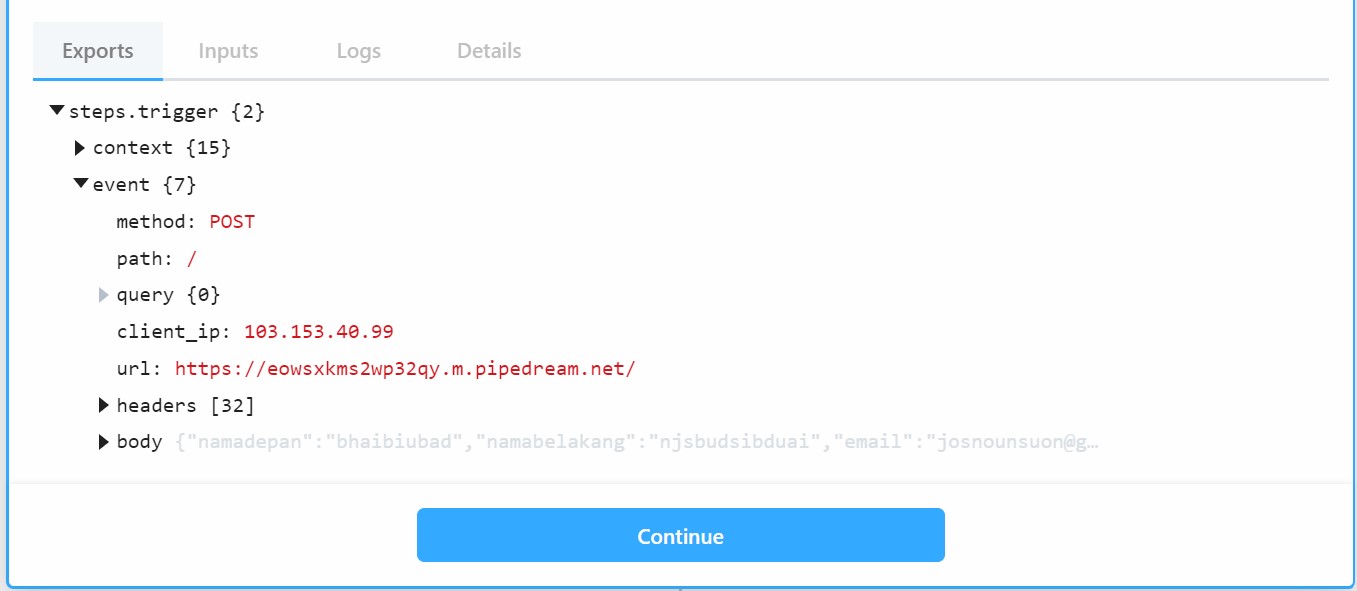 Exports Inputs Logs Details
steps.trigger {2}
context {15}
event {7}
method: POST
path: /
query {0}
client_ip: 103.153.40.99
url: https://eowsxkms2wp32qy.m.pipedream.net/
headers [32]
body {"namadepan":"bhaibiubad","namabelakang":"njsbudsibduai","email":"josnounsuon@g…
Continue